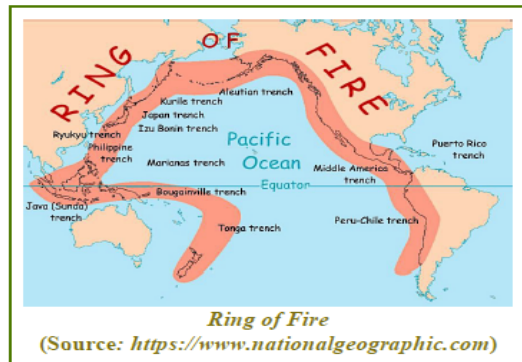 RING OF FIRE
Aleutian trench
Kurile trench
Japan trench
Izu Bonin trench
Ryukyu trench
Philippine
trench
Marianas trench
Pacific
Ocean
Equator
Bougainville trench
Java (Sunda)
trench
Tonga trench
Puerto Rico
trench
Middle America
trench
Peru-Chile trench
Ring of Fire
(Source: https://www.nationalgeographic.com)